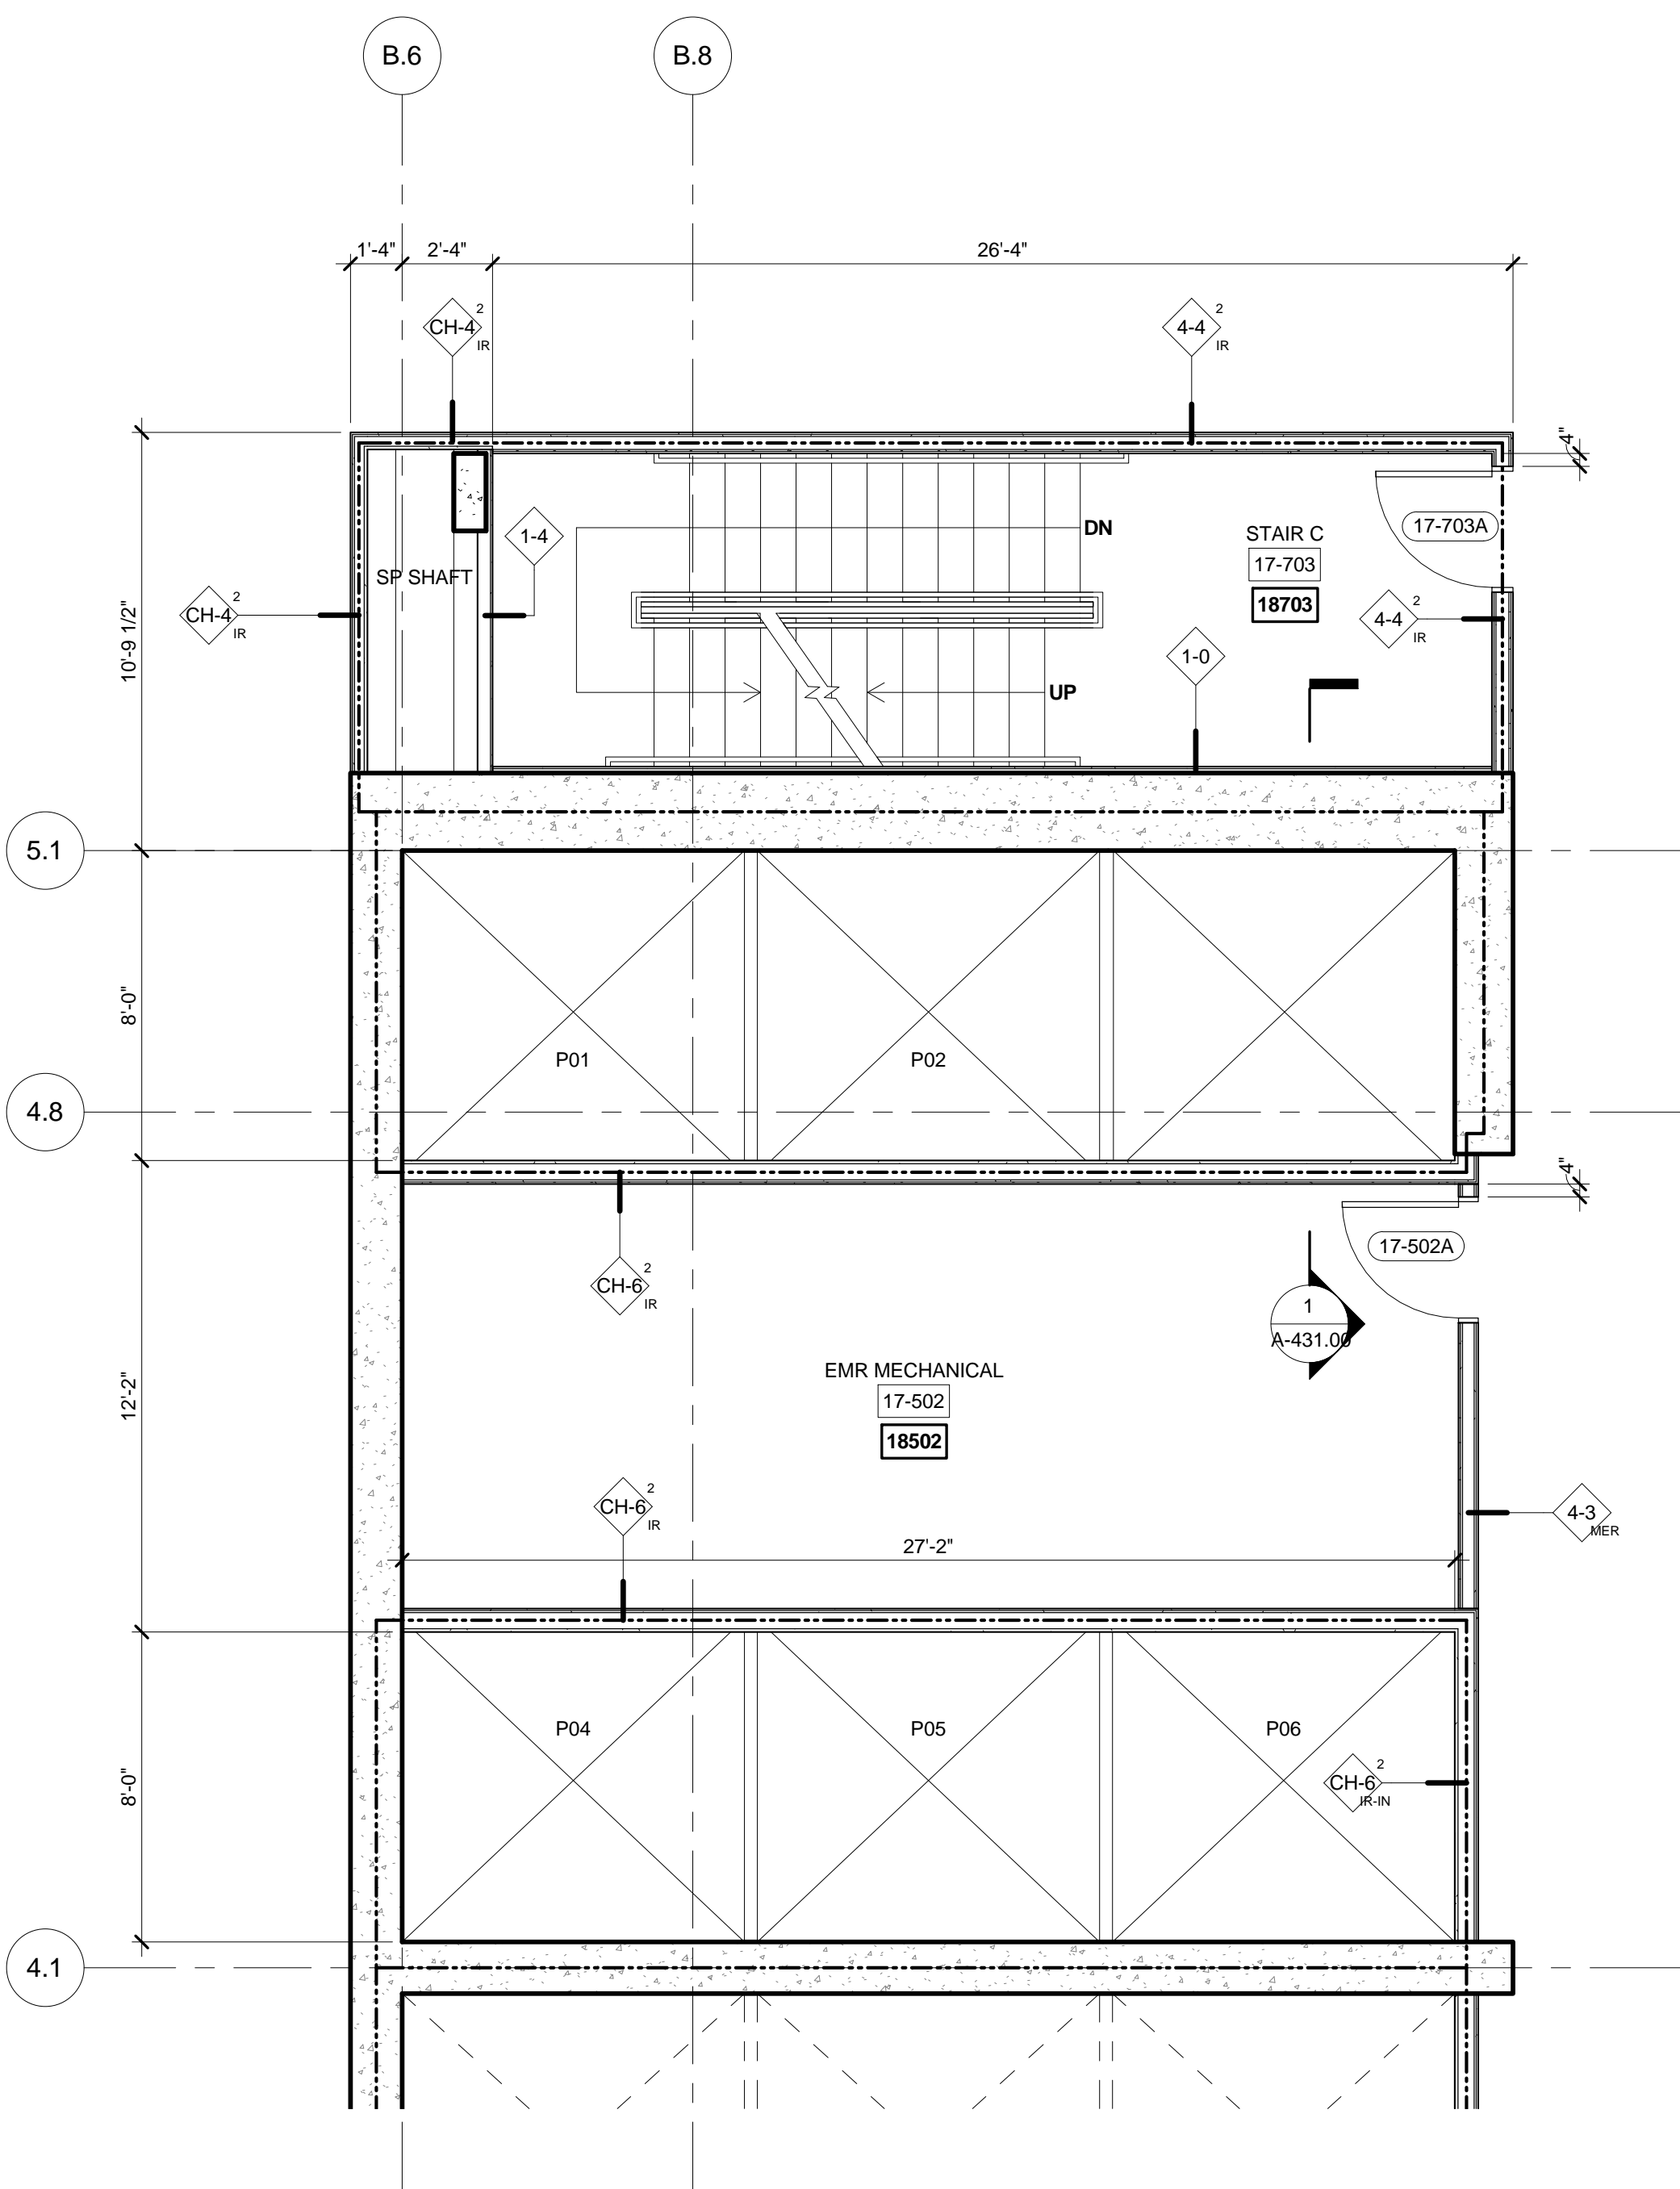 B.6
B.8
1'-4"
2'-4"
26'-4"
CH-4
2
IR
4-4
2
IR
4"
10'-9 1/2"
DN
STAIR C
17-703
18703
17-703A
1-4
SP SHAFT
CH-4
2
IR
4-4
2
IR
1-0
UP
5.1
8'-0"
P01
P02
4.8
4"
17-502A
CH-6
2
IR
1
A-431.00
12'-2"
EMR MECHANICAL
17-502
18502
CH-6
2
IR
4-3
MER
27'-2"
8'-0"
P04
P05
P06
CH-6
2
IR-IN
4.1